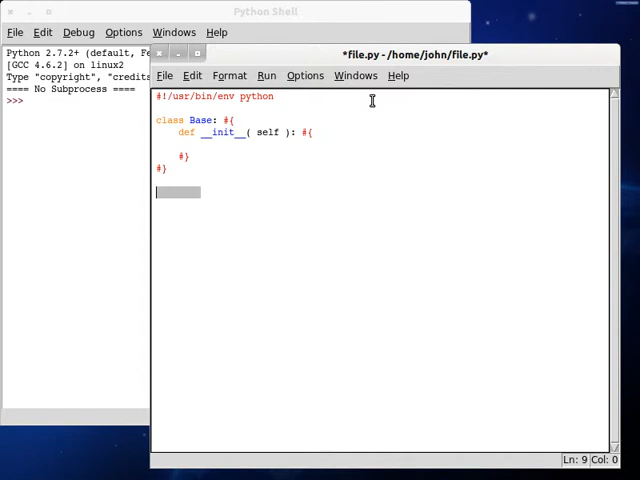 Python Shell
File Edit Debug Options Windows Help
Python 2.7.2+ (default,
[GCC 4.6.2] on linux2
Type "copyright", "credits
==== No Subprocess ====
>>>
*file.py - /home/john/file.py*
File Edit Format Run Options Windows Help
#!/usr/bin/env python
class Base: #{
def __init__( self ): #{
#}
#}
Ln: 9 Col: 0